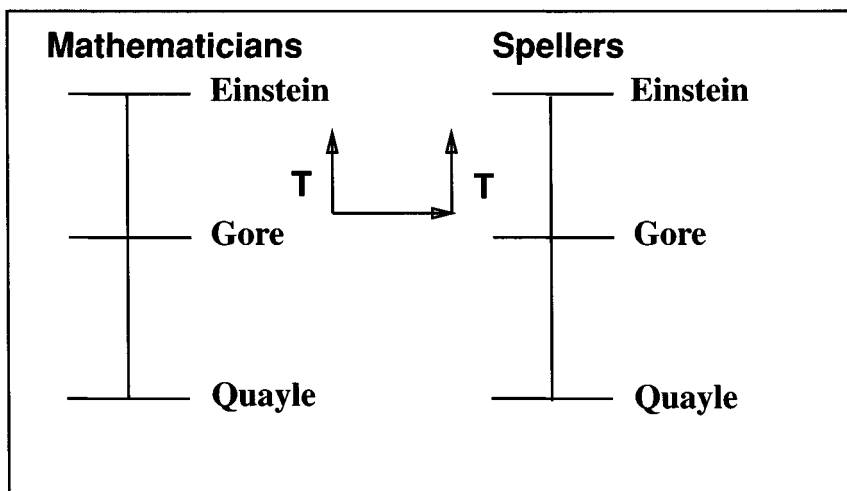 Mathematicians Spellers
Einstein Einstein
T T
Gore Gore
Quayle Quayle